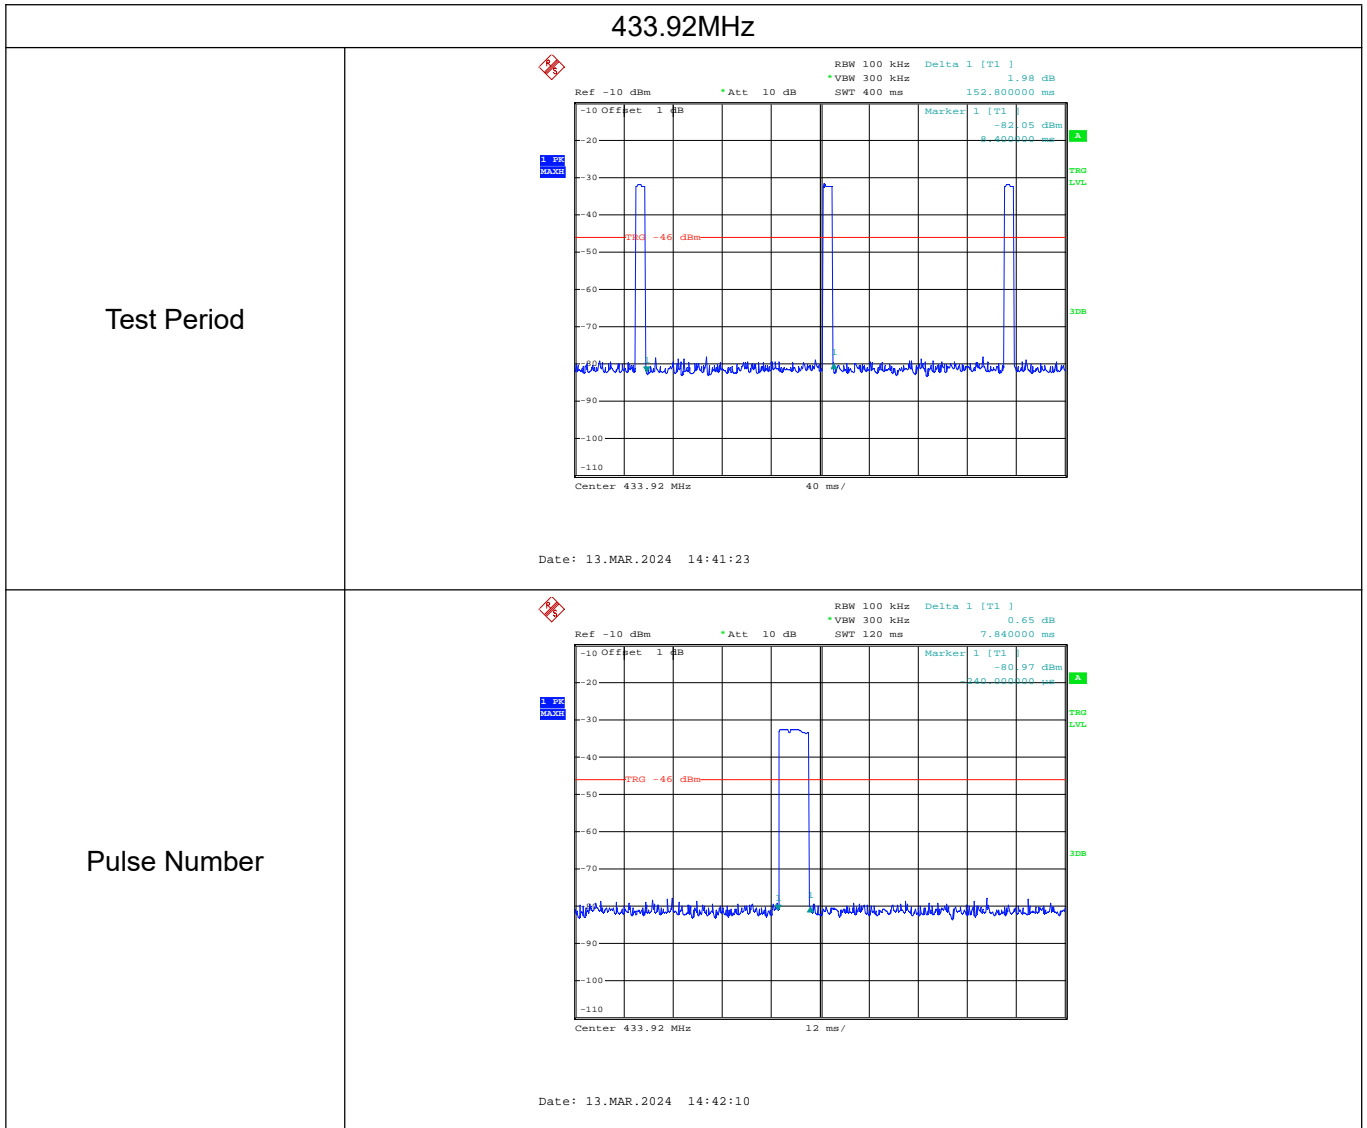 433.92MHz
Test Period
R S
RBW 100 kHz Delta 1 [T1 ]
*VBW 300 kHz 1.98 dB
Ref -10 dBm *Att 10 dB SWT 400 ms 152.800000 ms
-10 Offset 1 dB Marker 1 [T1 ]
-82.05 dBm
8.400000 ms
A
-20
1 PK
MAXH
-30
TRG
LVL
-40
TRG -46 dBm
-50
-60
3DB
-70
1
1
-80
-90
-100
-110
Center 433.92 MHz 40 ms/
Date: 13.MAR.2024 14:41:23
Pulse Number
R S
RBW 100 kHz Delta 1 [T1 ]
*VBW 300 kHz 0.65 dB
Ref -10 dBm *Att 10 dB SWT 120 ms 7.840000 ms
-10 Offset 1 dB Marker 1 [T1 ]
-80.97 dBm
-240.000000 µs
A
-20
1 PK
MAXH
-30
TRG
LVL
-40
TRG -46 dBm
-50
-60
3DB
-70
1
1
-80
-90
-100
-110
Center 433.92 MHz 12 ms/
Date: 13.MAR.2024 14:42:10